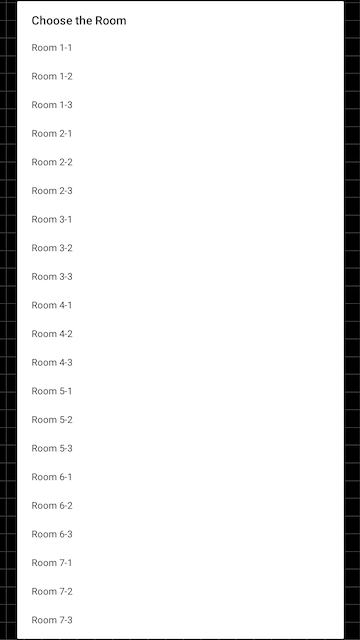 Choose the Room
Room 1-1
Room 1-2
Room 1-3
Room 2-1
Room 2-2
Room 2-3
Room 3-1
Room 3-2
Room 3-3
Room 4-1
Room 4-2
Room 4-3
Room 5-1
Room 5-2
Room 5-3
Room 6-1
Room 6-2
Room 6-3
Room 7-1
Room 7-2
Room 7-3